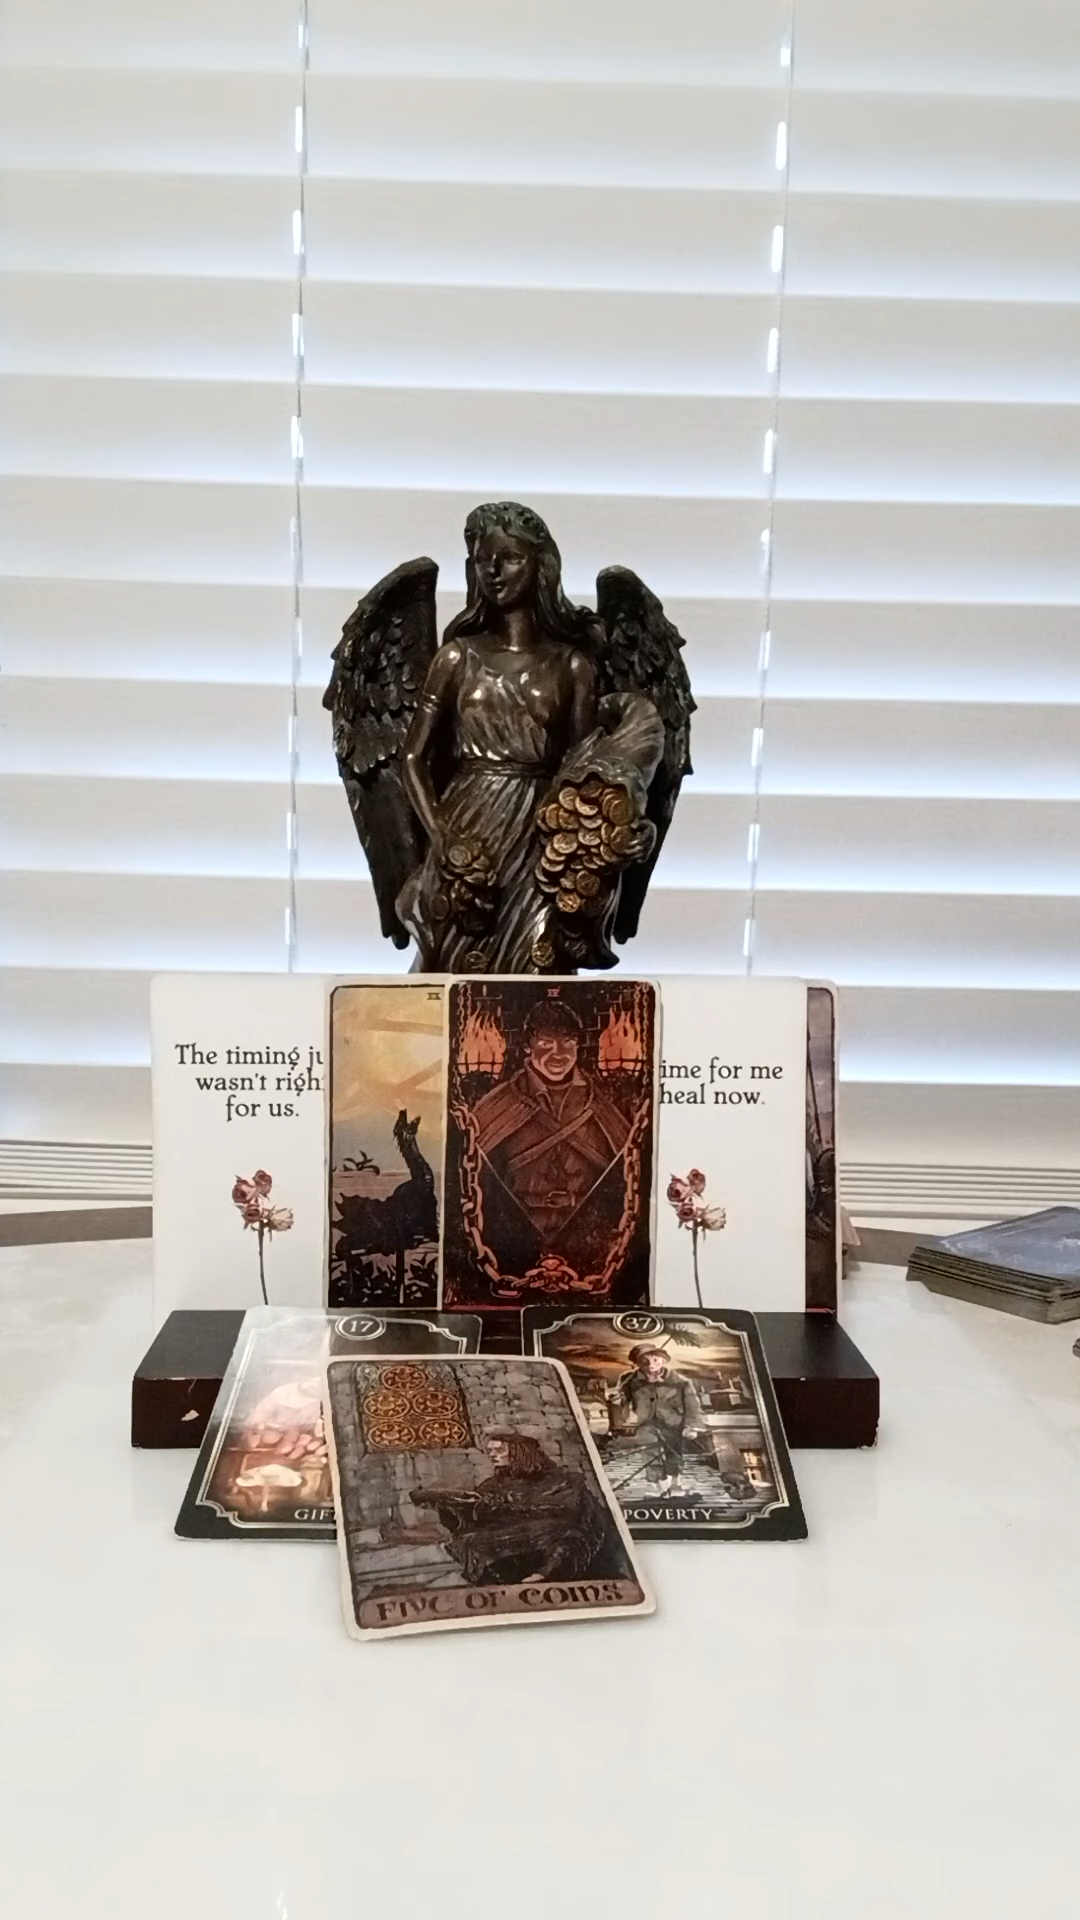 The timing ju
wasn't righ
for us.
ime for me
heal now.
17
37
GIF
POVERTY
FIVE OF COINS